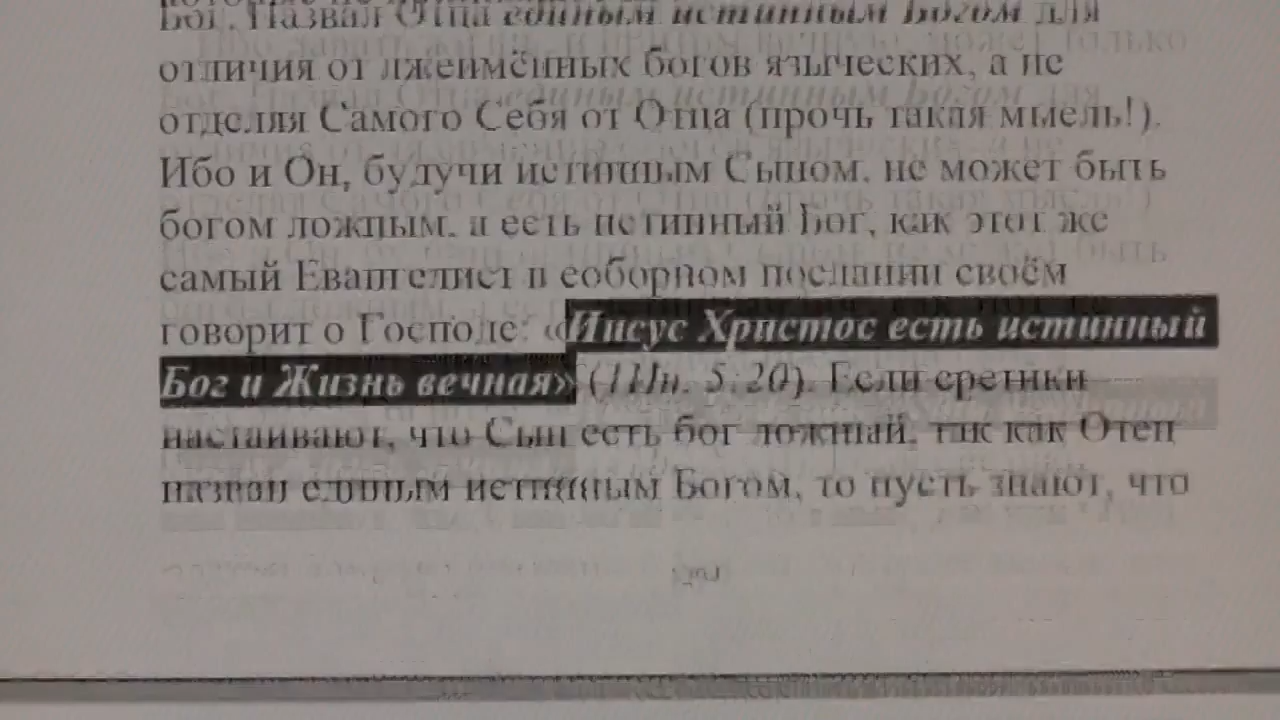 Бог. Назвал Отца единым истинным Богом для
отличия от лжеимённых богов языческих, а не
отделяя Самого Себя от Отца (прочь такая мысль!).
Ибо и Он, будучи истинным Сыном, не может быть
богом ложным, а есть истинный Бог, как этот же
самый Евангелист в соборном послании своём
говорит о Господе: «Иисус Христос есть истинный
Бог и Жизнь вечная» (1Ин. 5:20). Если еретики
настаивают, что Сын есть бог ложный, так как Отец
назван единым истинным Богом, то пусть знают, что